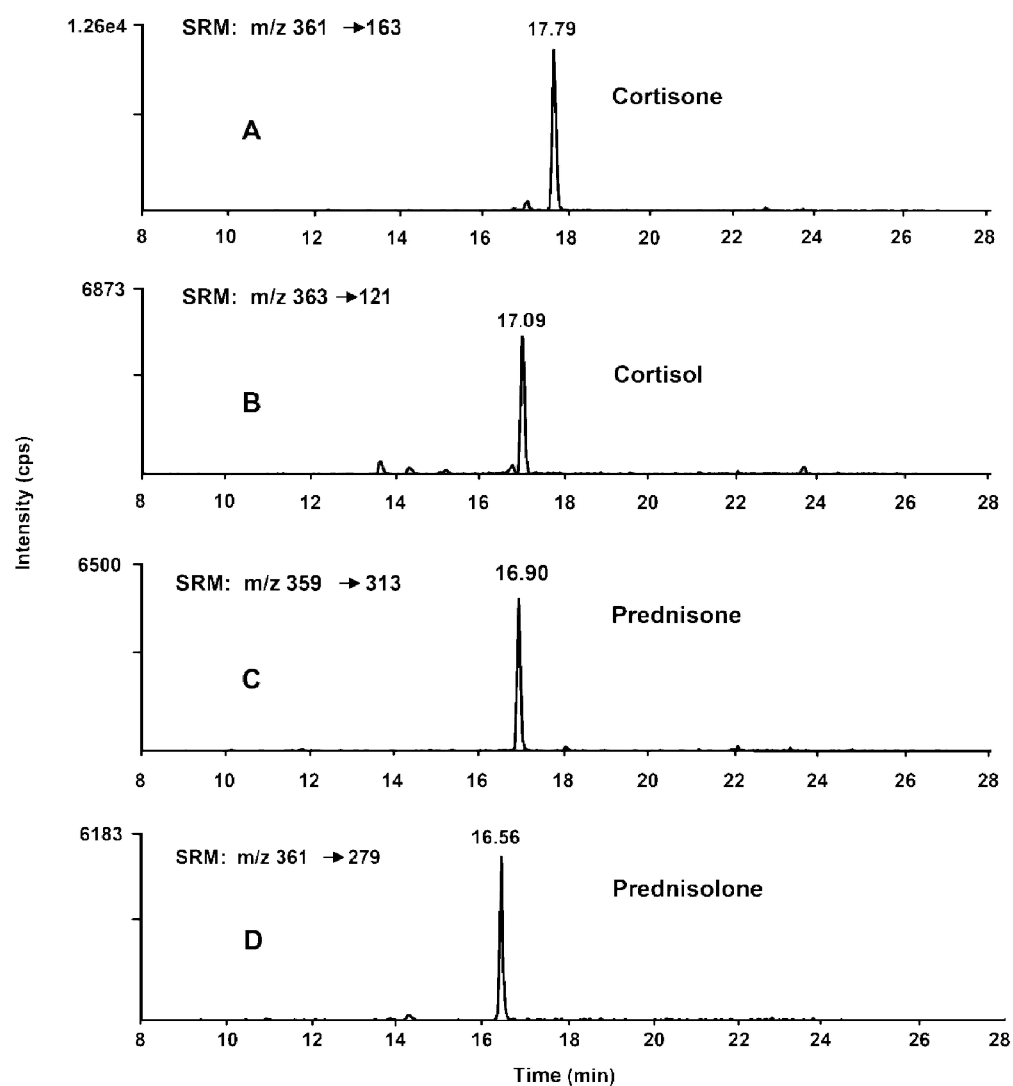 1.26e4
SRM: m/z 361 →163
17.79
Cortisone
A
8 10 12 14 16 18 20 22 24 26 28
6873
SRM: m/z 363 →121
17.09
Cortisol
B
8 10 12 14 16 18 20 22 24 26 28
Intensity (cps)
6500
SRM: m/z 359 →313
16.90
Prednisone
C
8 10 12 14 16 18 20 22 24 26 28
6183
SRM: m/z 361 →279
16.56
Prednisolone
D
8 10 12 14 16 18 20 22 24 26 28
Time (min)